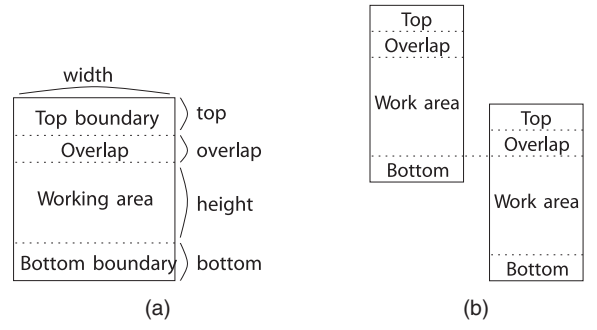 width
Top boundary
top
Overlap
overlap
Working area
height
Bottom boundary
bottom
(a)
Top
Overlap
Work area
Bottom
Top
Overlap
Work area
Bottom
(b)